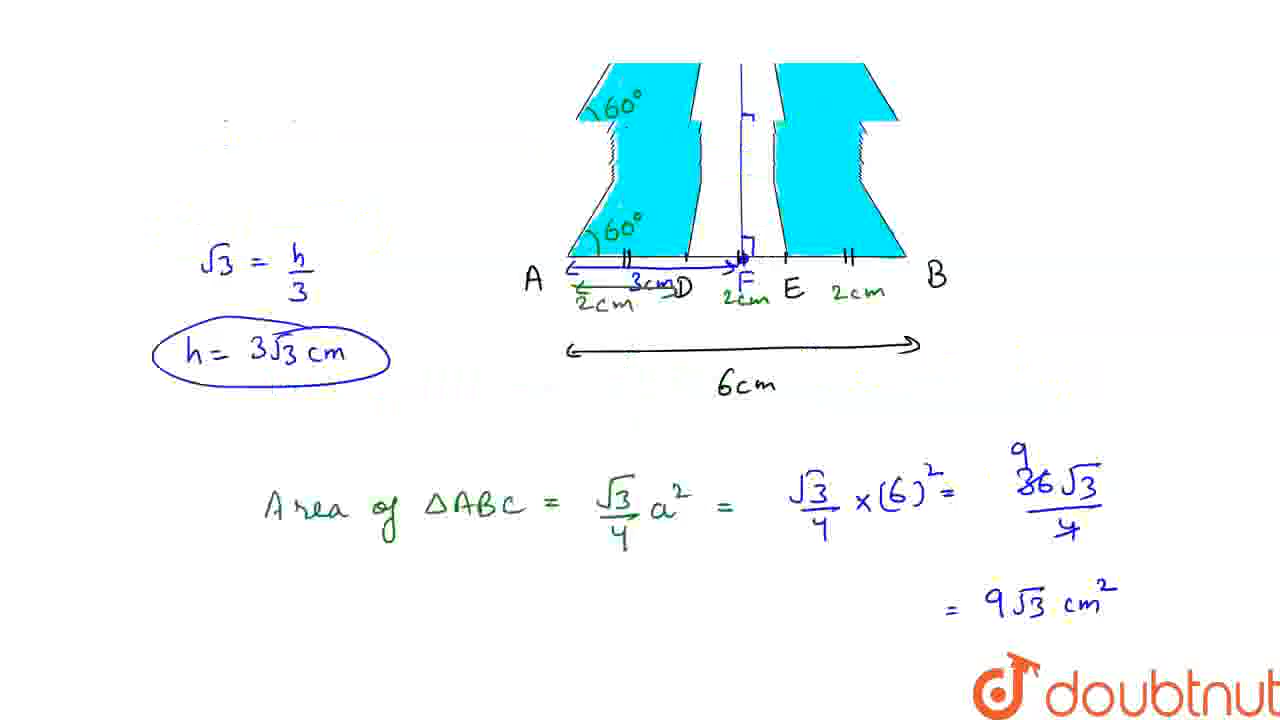 60°
60°
√3 = h/3
A 3cm D F E B
2cm 2cm 2cm
h = 3√3 cm
6cm
Area of △ABC = √3/4 a² = √3/4 × (6)² = 36√3/4
9
= 9√3 cm²
doubtnut